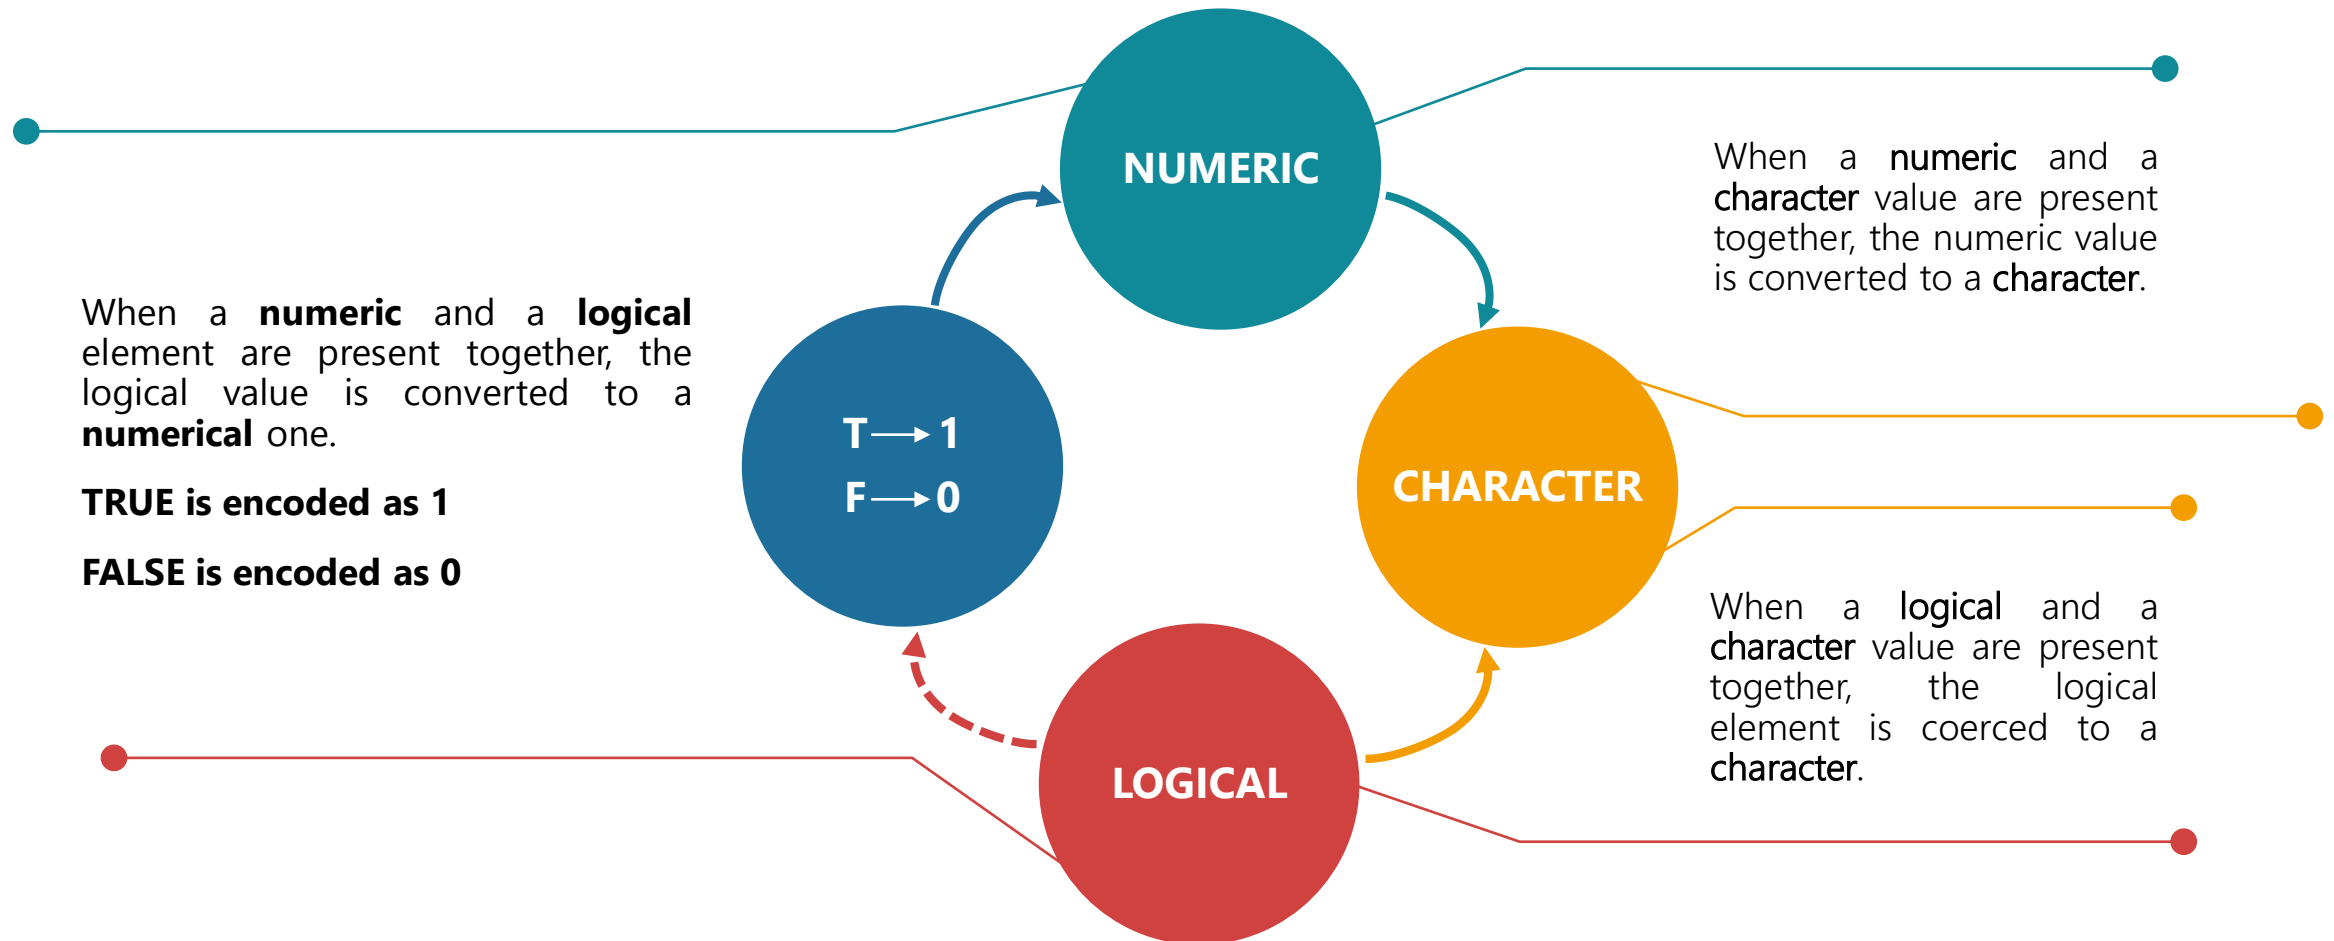 NUMERIC
When a numeric and a
character value are present
together, the numeric value
is converted to a character.
When a numeric and a logical
element are present together, the
logical value is converted to a
numerical one.
TRUE is encoded as 1
FALSE is encoded as 0
T → 1
F → 0
CHARACTER
When a logical and a
character value are present
together, the logical
element is coerced to a
character.
LOGICAL